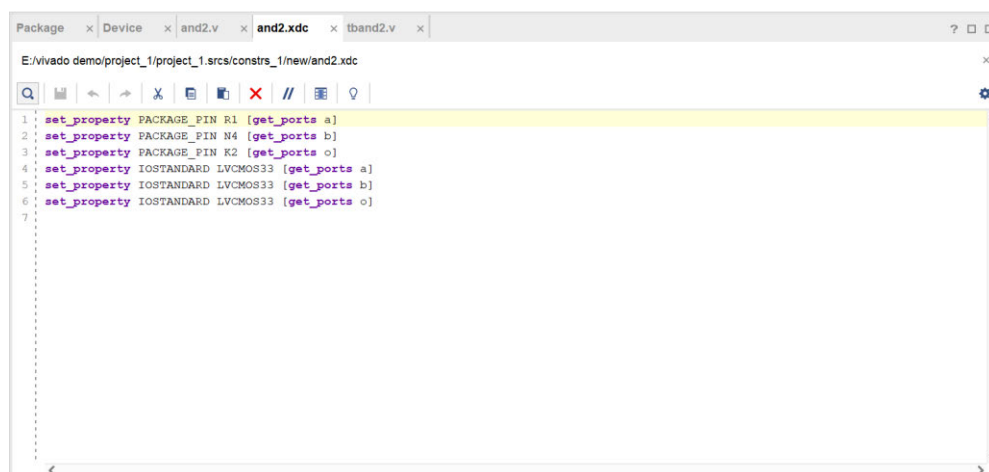 Package × Device × and2.v × and2.xdc × tband2.v ×
E:/vivado demo/project_1/project_1.srcs/constrs_1/new/and2.xdc
1 set_property PACKAGE_PIN R1 [get_ports a]
2 set_property PACKAGE_PIN N4 [get_ports b]
3 set_property PACKAGE_PIN K2 [get_ports o]
4 set_property IOSTANDARD LVCMOS33 [get_ports a]
5 set_property IOSTANDARD LVCMOS33 [get_ports b]
6 set_property IOSTANDARD LVCMOS33 [get_ports o]
7